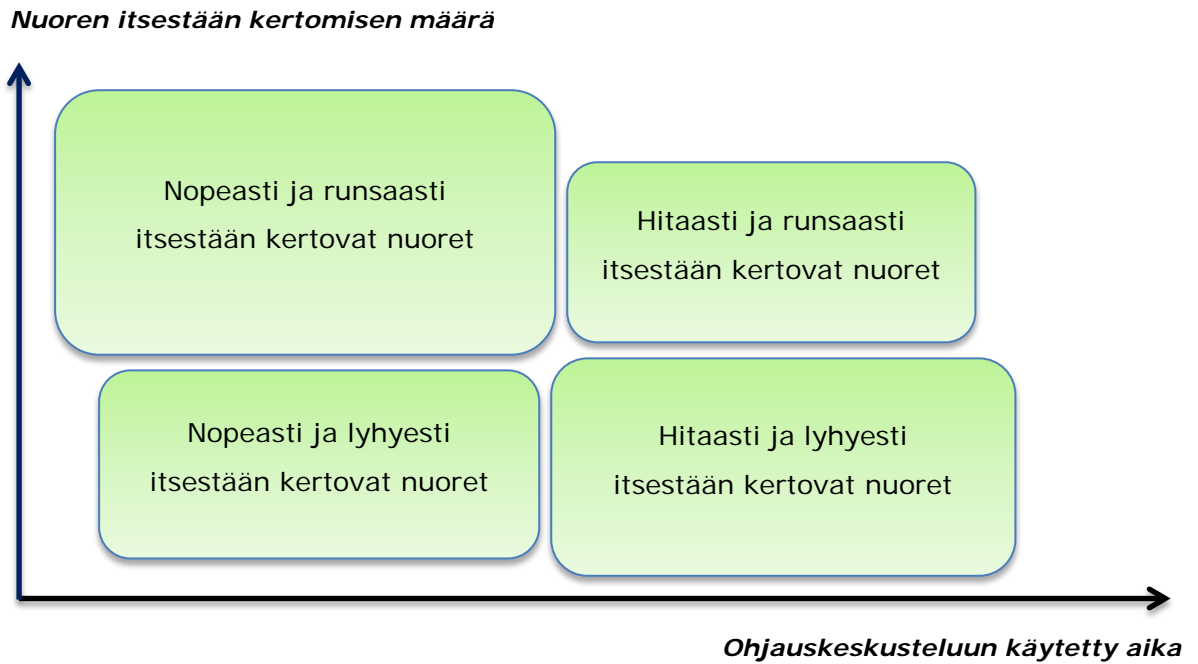 Nuoren itsestään kertomisen määrä
Nopeasti ja runsaasti
itsestään kertovat nuoret
Hitaasti ja runsaasti
itsestään kertovat nuoret
Nopeasti ja lyhyesti
itsestään kertovat nuoret
Hitaasti ja lyhyesti
itsestään kertovat nuoret
Ohjauskeskusteluun käytetty aika